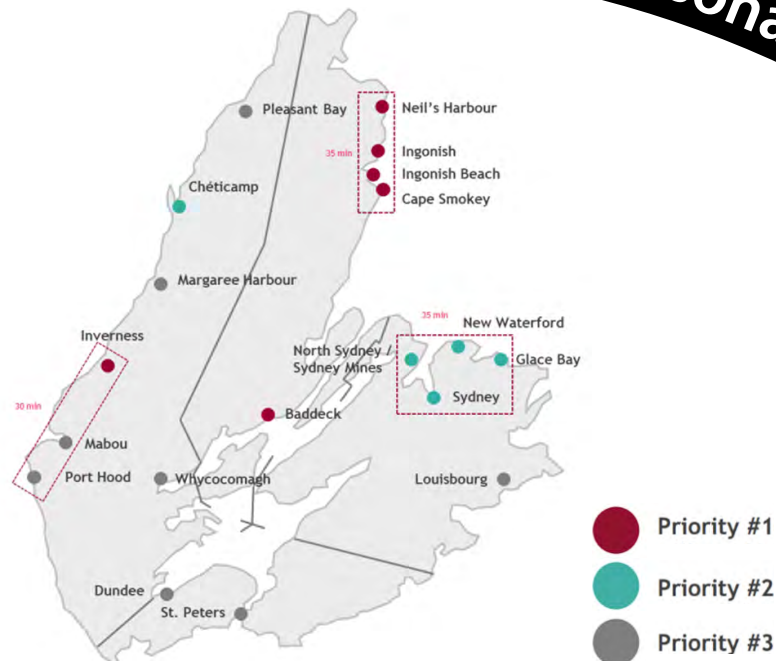 Pleasant Bay
Neil's Harbour
35 min
Ingonish
Ingonish Beach
Chéticamp
Cape Smokey
Margaree Harbour
35 min
New Waterford
Inverness
North Sydney /
Sydney Mines
Glace Bay
Sydney
30 min
Baddeck
Mabou
Port Hood
Whycocomagh
Louisbourg
Priority #1
Priority #2
Dundee
St. Peters
Priority #3